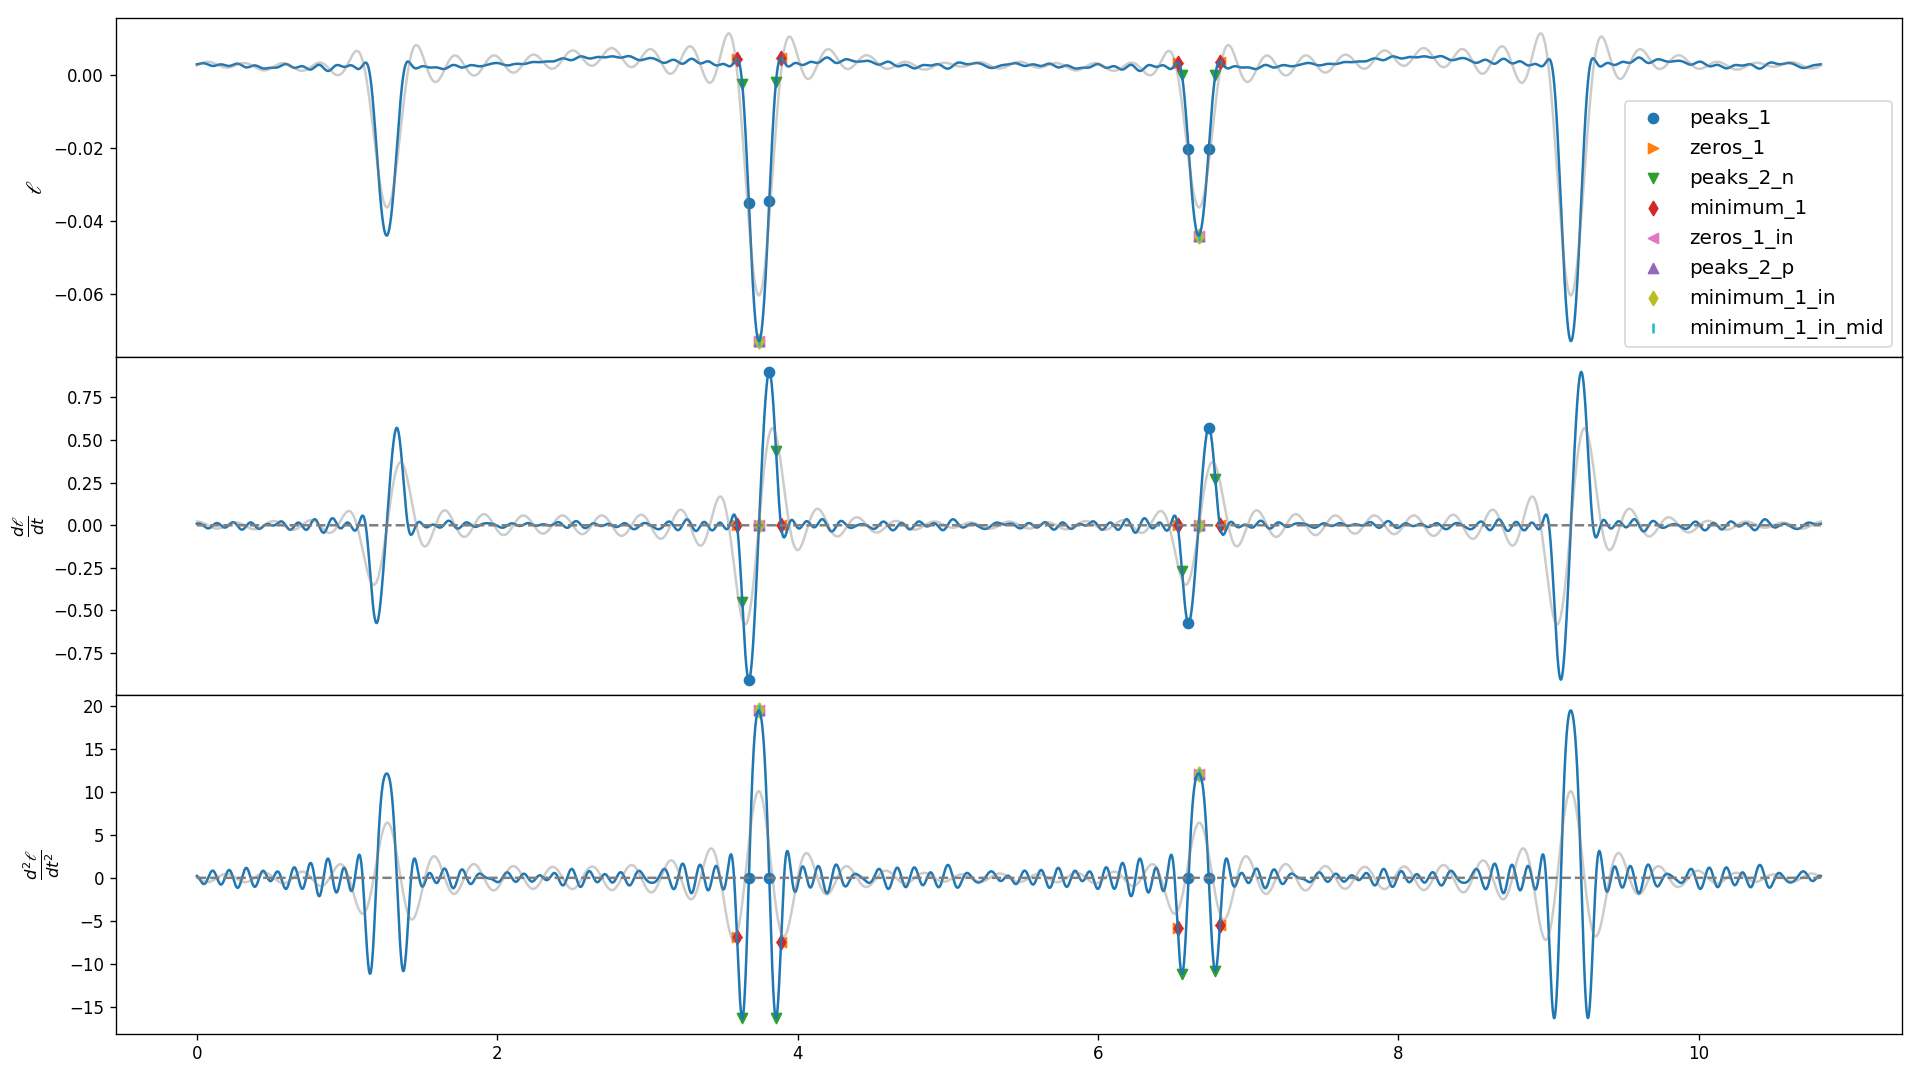 0.00
−0.02
−0.04
−0.06
ℓ
peaks_1
zeros_1
peaks_2_n
minimum_1
zeros_1_in
peaks_2_p
minimum_1_in
minimum_1_in_mid
0.75
0.50
0.25
0.00
−0.25
−0.50
−0.75
dℓ/dt
20
15
10
5
0
−5
−10
−15
d²ℓ/dt²
0 2 4 6 8 10